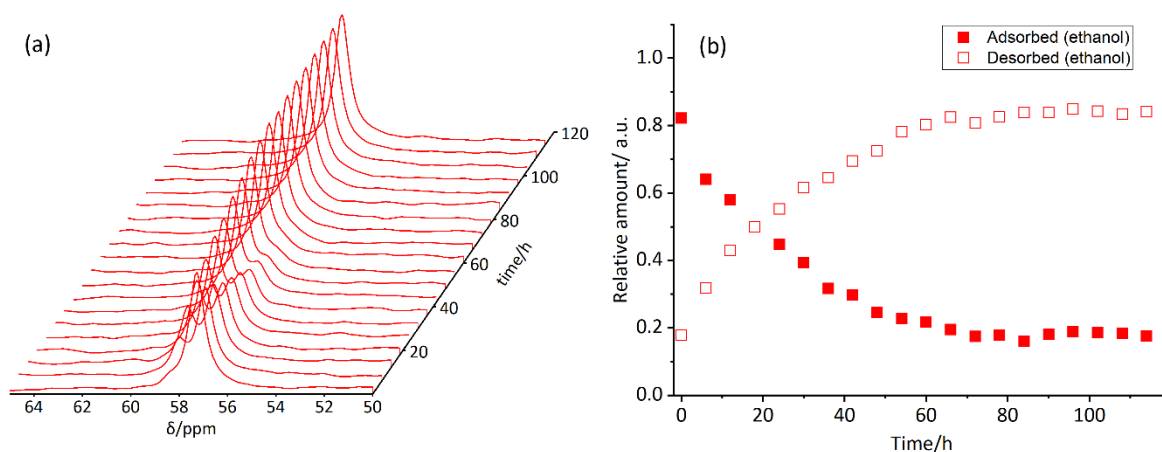 (a)
120
100
80
60
40
20
time/h
64 62 60 58 56 54 52 50
δ/ppm
(b)
Adsorbed (ethanol)
Desorbed (ethanol)
1.0
0.8
0.6
0.4
0.2
0.0
Relative amount/ a.u.
0 20 40 60 80 100
Time/h